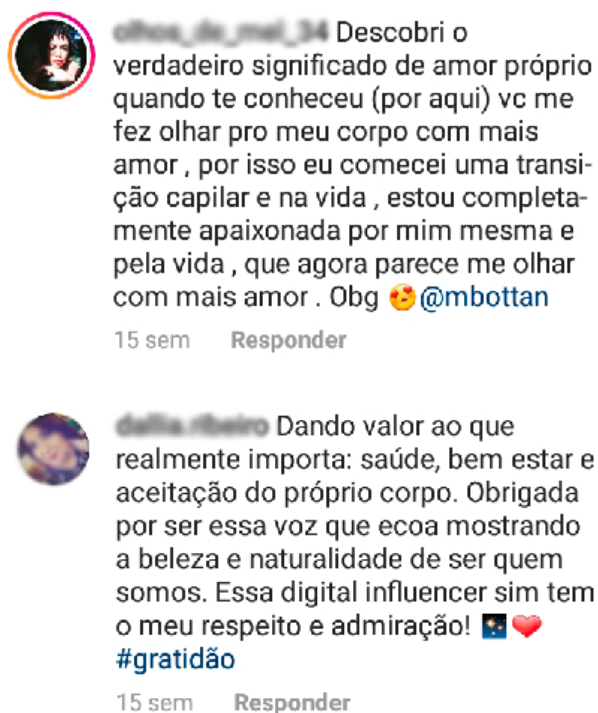 Descobri o
verdadeiro significado de amor próprio
quando te conheceu (por aqui) vc me
fez olhar pro meu corpo com mais
amor , por isso eu comecei uma transi-
ção capilar e na vida , estou completa-
mente apaixonada por mim mesma e
pela vida , que agora parece me olhar
com mais amor . Obg 😍@mbottan
15 sem Responder
Dando valor ao que
realmente importa: saúde, bem estar e
aceitação do próprio corpo. Obrigada
por ser essa voz que ecoa mostrando
a beleza e naturalidade de ser quem
somos. Essa digital influencer sim tem
o meu respeito e admiração! 🎇❤️
#gratidão
15 sem Responder